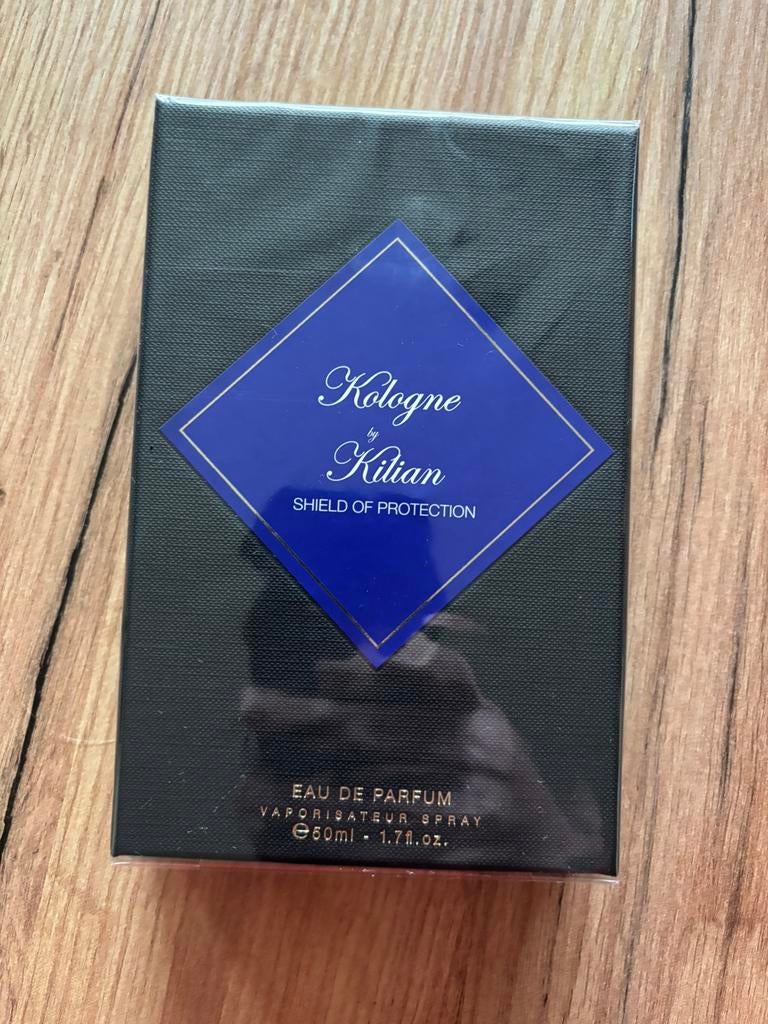 Kologne
by
Kilian
SHIELD OF PROTECTION
EAU DE PARFUM
VAPORISATEUR SPRAY
℮50ml - 1.7fl.oz.